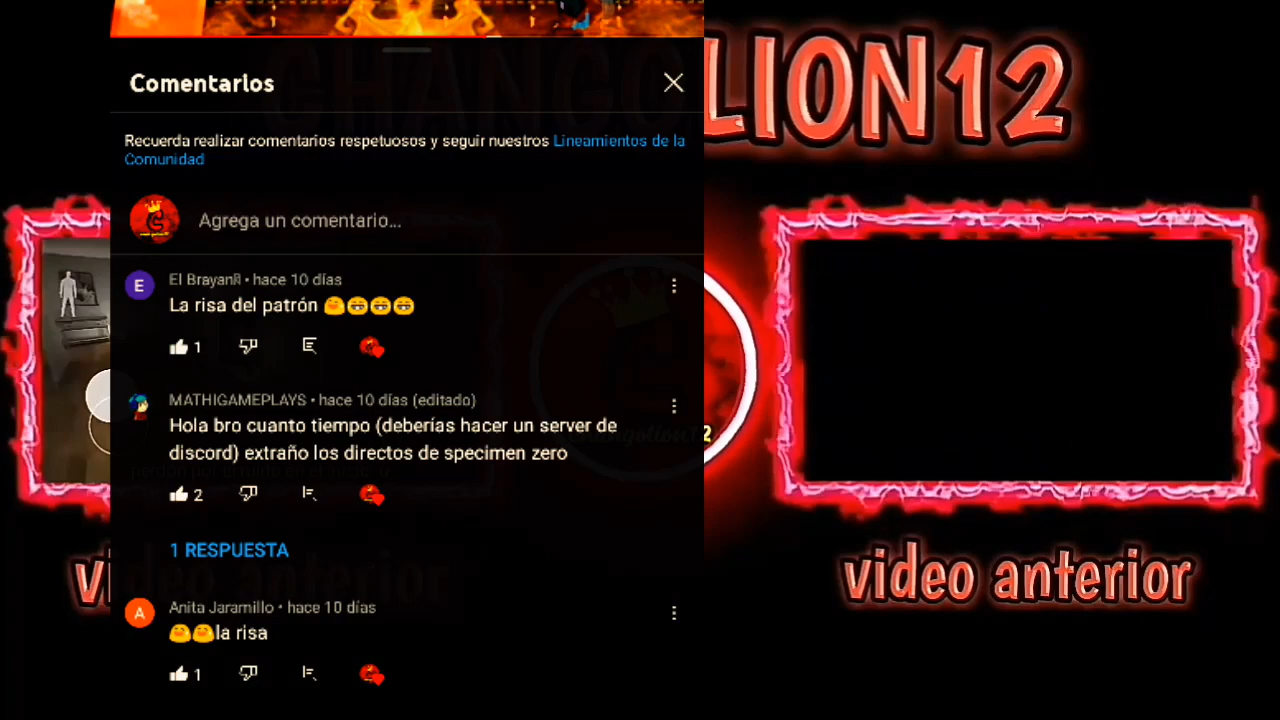 LION12
Comentarios
Recuerda realizar comentarios respetuosos y seguir nuestros Lineamientos de la
Comunidad
Agrega un comentario...
El Brayan • hace 10 días
La risa del patrón
1
MATHIGAMEPLAYS • hace 10 días (editado)
Hola bro cuanto tiempo (deberías hacer un server de
discord) extraño los directos de specimen zero
2
1 RESPUESTA
Anita Jaramillo • hace 10 días
la risa
1
video anterior
video anterior